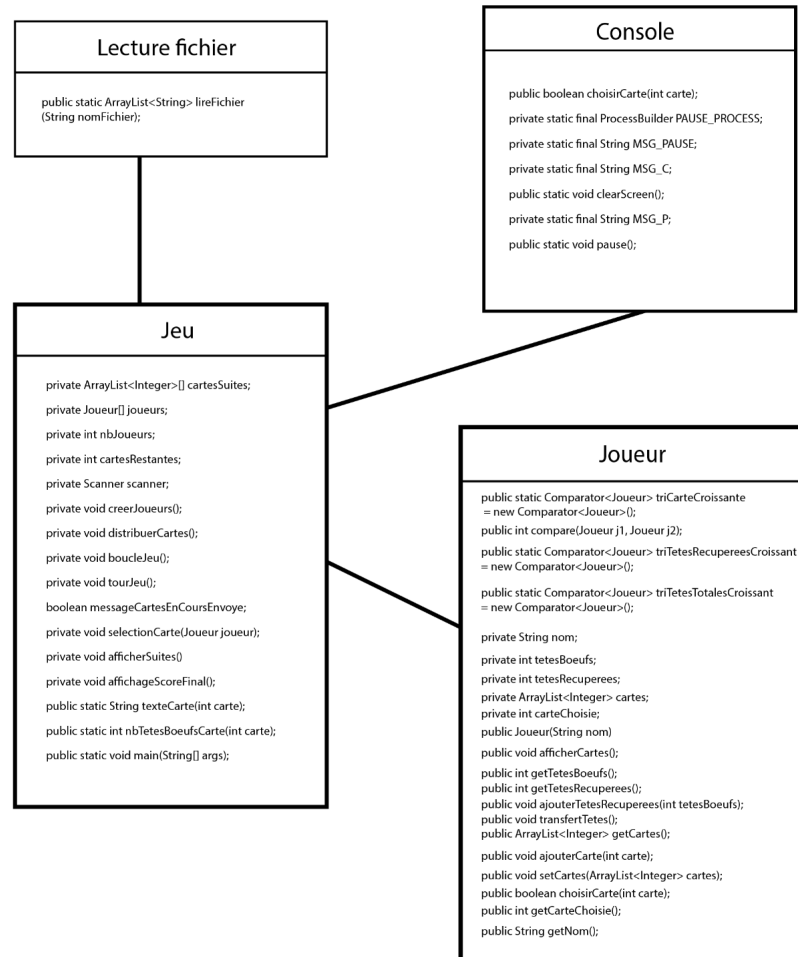 Lecture fichier
public static ArrayList<String> lireFichier
(String nomFichier);
Console
public boolean choisirCarte(int carte);
private static final ProcessBuilder PAUSE_PROCESS;
private static final String MSG_PAUSE;
private static final String MSG_C;
public static void clearScreen();
private static final String MSG_P;
public static void pause();
Jeu
private ArrayList<Integer>[] cartesSuites;
private Joueur[] joueurs;
private int nbJoueurs;
private int cartesRestantes;
private Scanner scanner;
private void creerJoueurs();
private void distribuerCartes();
private void boucleJeu();
private void tourJeu();
boolean messageCartesEnCoursEnvoye;
private void selectionCarte(Joueur joueur);
private void afficherSuites()
private void affichageScoreFinal();
public static String texteCarte(int carte);
public static int nbTetesBoeufsCarte(int carte);
public static void main(String[] args);
Joueur
public static Comparator<Joueur> triCarteCroissante
= new Comparator<Joueur>();
public int compare(Joueur j1, Joueur j2);
public static Comparator<Joueur> triTetesRecupereesCroissant
= new Comparator<Joueur>();
public static Comparator<Joueur> triTetesTotalesCroissant
= new Comparator<Joueur>();
private String nom;
private int tetesBoeufs;
private int tetesRecuperees;
private ArrayList<Integer> cartes;
private int carteChoisie;
public Joueur(String nom)
public void afficherCartes();
public int getTetesBoeufs();
public int getTetesRecuperees();
public void ajouterTetesRecuperees(int tetesBoeufs);
public void transfertTetes();
public ArrayList<Integer> getCartes();
public void ajouterCarte(int carte);
public void setCartes(ArrayList<Integer> cartes);
public boolean choisirCarte(int carte);
public int getCarteChoisie();
public String getNom();